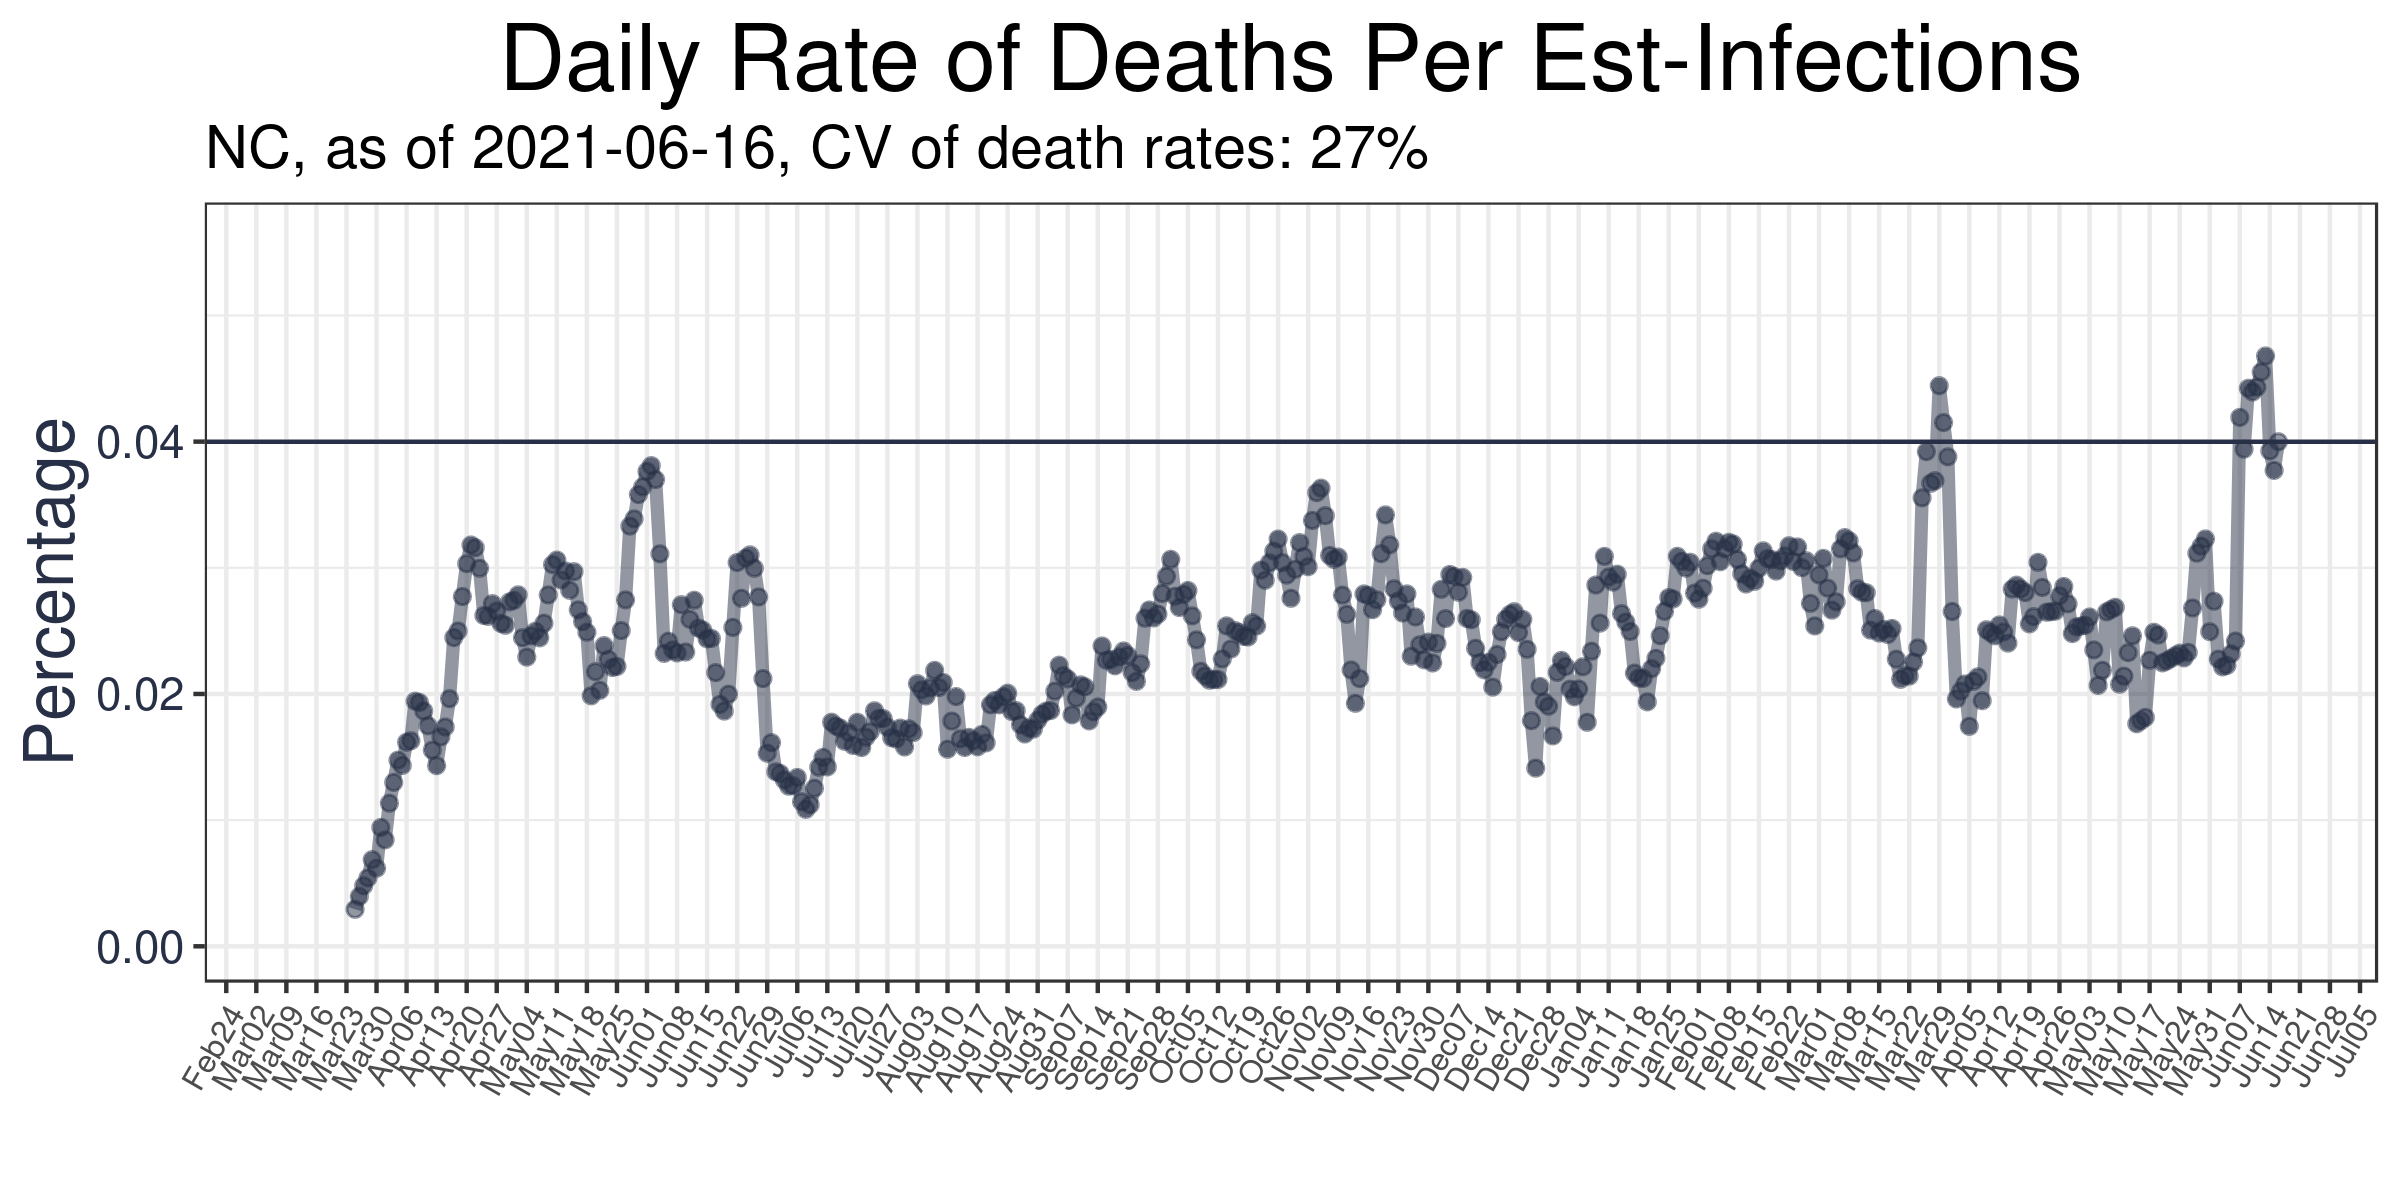 Daily Rate of Deaths Per Est-Infections
NC, as of 2021-06-16, CV of death rates: 27%
Percentage
0.04
0.02
0.00
Feb24
Mar02
Mar09
Mar16
Mar23
Mar30
Apr06
Apr13
Apr20
Apr27
May04
May11
May18
May25
Jun01
Jun08
Jun15
Jun22
Jun29
Jul06
Jul13
Jul20
Jul27
Aug03
Aug10
Aug17
Aug24
Aug31
Sep07
Sep14
Sep21
Sep28
Oct05
Oct12
Oct19
Oct26
Nov02
Nov09
Nov16
Nov23
Nov30
Dec07
Dec14
Dec21
Dec28
Jan04
Jan11
Jan18
Jan25
Feb01
Feb08
Feb15
Feb22
Mar01
Mar08
Mar15
Mar22
Mar29
Apr05
Apr12
Apr19
Apr26
May03
May10
May17
May24
May31
Jun07
Jun14
Jun21
Jun28
Jul05